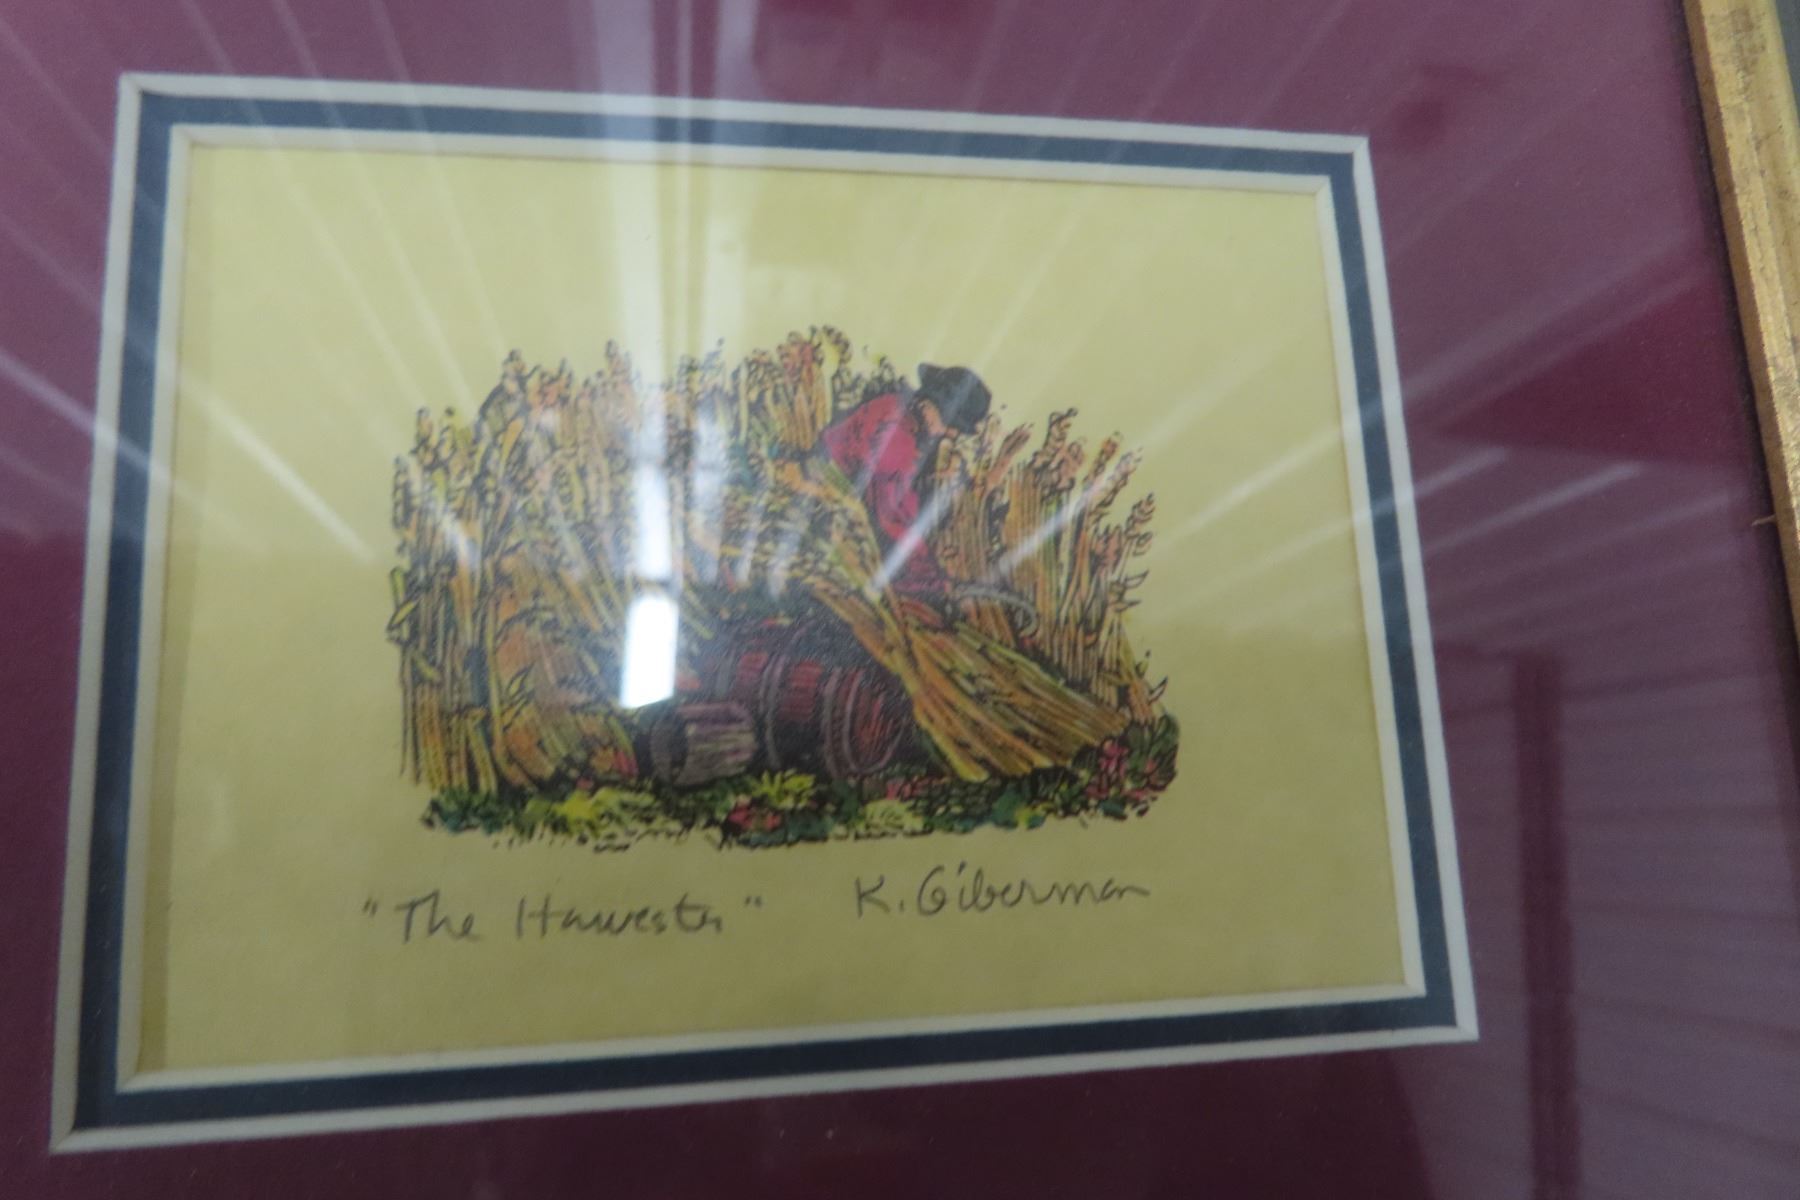 "The Harvester" K. Giberman